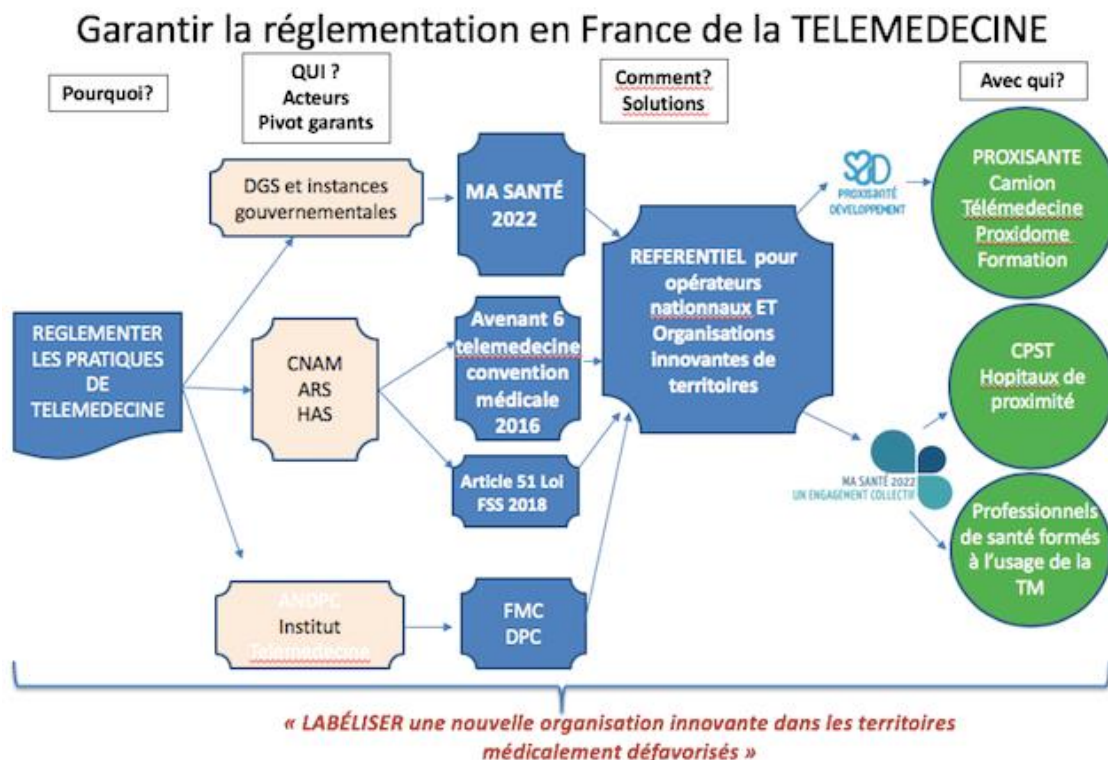 Garantir la réglementation en France de la TELEMEDECINE
Pourquoi?
QUI ?
Acteurs
Pivot garants
Comment?
Solutions
Avec qui?
REGLEMENTER
LES PRATIQUES
DE
TELEMEDECINE
DGS et instances
gouvernementales
CNAM
ARS
HAS
ANDPC
Institut
Telemedecine
MA SANTÉ
2022
Avenant 6
telemedecine
convention
médicale
2016
Article 51 Loi
FSS 2018
FMC
DPC
REFERENTIEL pour
opérateurs
nationnaux ET
Organisations
innovantes de
territoires
PROXISANTÉ
DÉVELOPPEMENT
MA SANTÉ 2022
UN ENGAGEMENT COLLECTIF
PROXISANTE
Camion
Télémedecine
Proxidome
Formation
CPST
Hopitaux de
proximité
Professionnels
de santé formés
à l'usage de la
TM
« LABÉLISER une nouvelle organisation innovante dans les territoires
médicalement défavorisés »